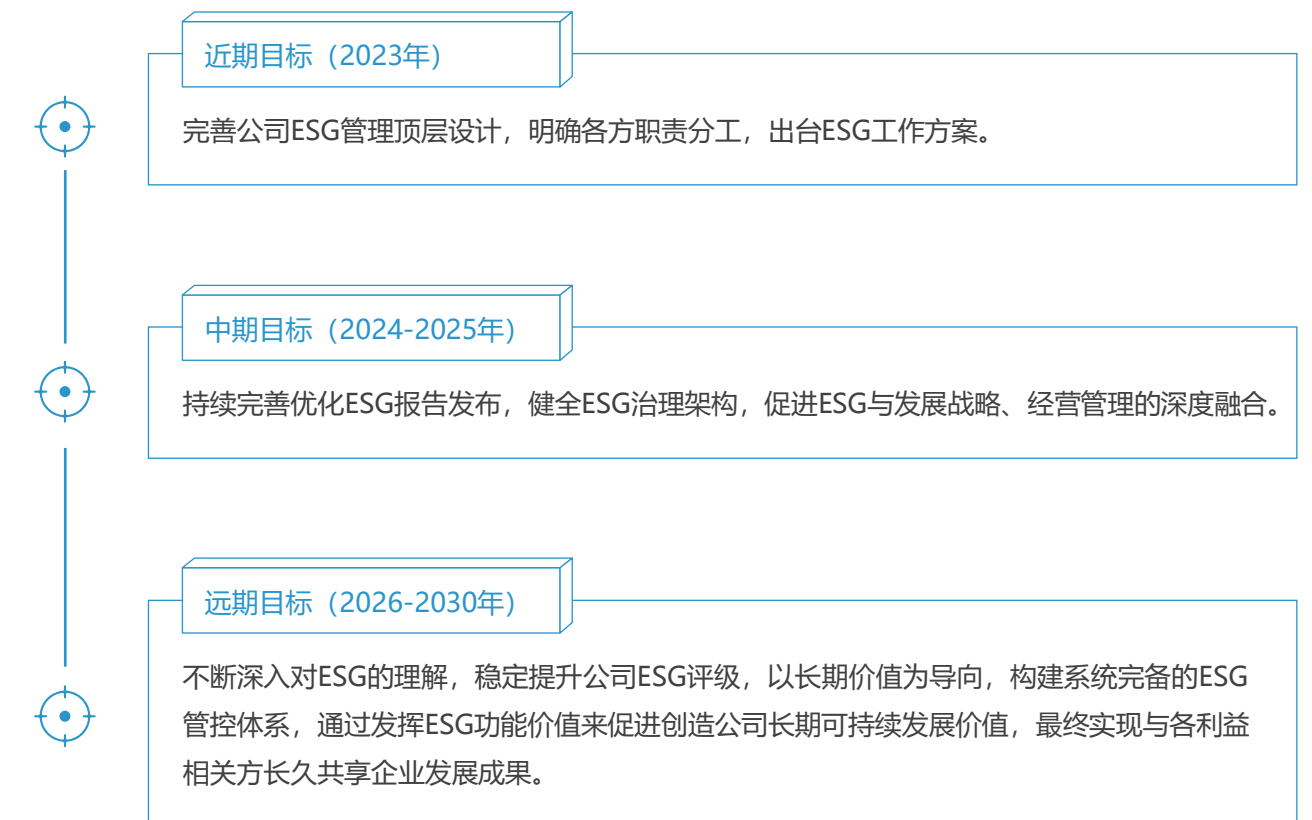 近期目标（2023年）
完善公司ESG管理顶层设计，明确各方职责分工，出台ESG工作方案。
中期目标（2024-2025年）
持续完善优化ESG报告发布，健全ESG治理架构，促进ESG与发展战略、经营管理的深度融合。
远期目标（2026-2030年）
不断深入对ESG的理解，稳定提升公司ESG评级，以长期价值为导向，构建系统完备的ESG
管控体系，通过发挥ESG功能价值来促进创造公司长期可持续发展价值，最终实现与各利益
相关方长久共享企业发展成果。